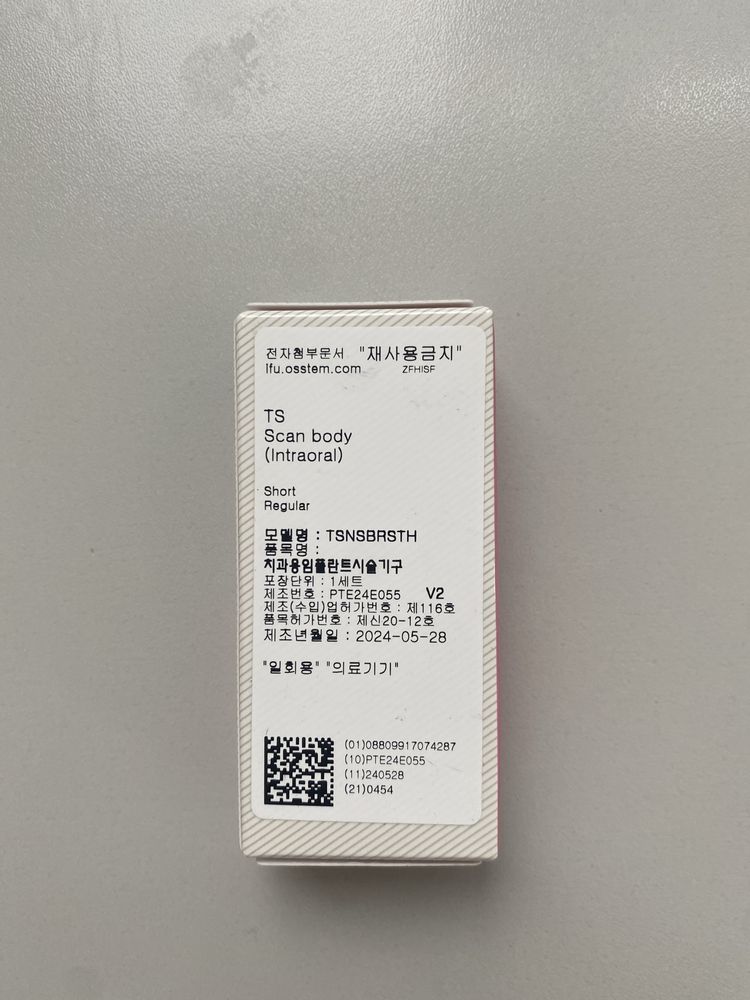 전자첨부문서 "재사용금지"
Ifu.osstem.com ZFHISF
TS
Scan body
(Intraoral)
Short
Regular
모델명 : TSNSBRSTH
품목명 :
치과용임플란트시술기구
포장단위 : 1세트
제조번호 : PTE24E055 V2
제조(수입)업허가번호 : 제116호
품목허가번호 : 제신20-12호
제조년월일 : 2024-05-28
"일회용" "의료기기"
(01)08809917074287
(10)PTE24E055
(11)240528
(21)0454